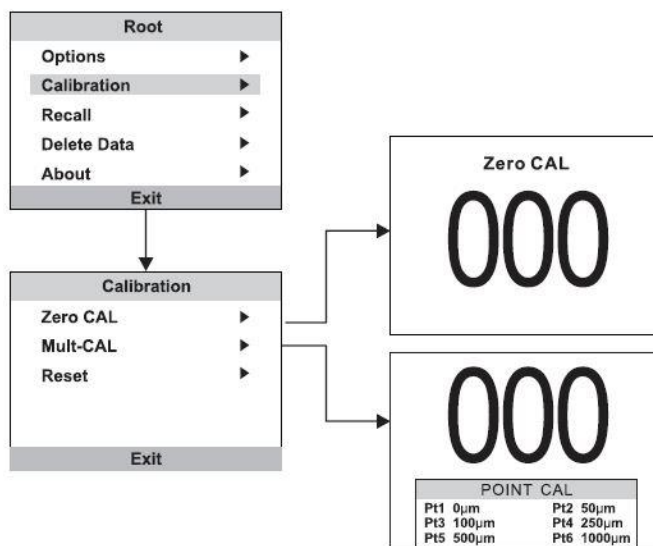 Root
Options
Calibration
Recall
Delete Data
About
Exit
Calibration
Zero CAL
Mult-CAL
Reset
Exit
Zero CAL
000
000
POINT CAL
Pt1 0μm Pt2 50μm
Pt3 100μm Pt4 250μm
Pt5 500μm Pt6 1000μm